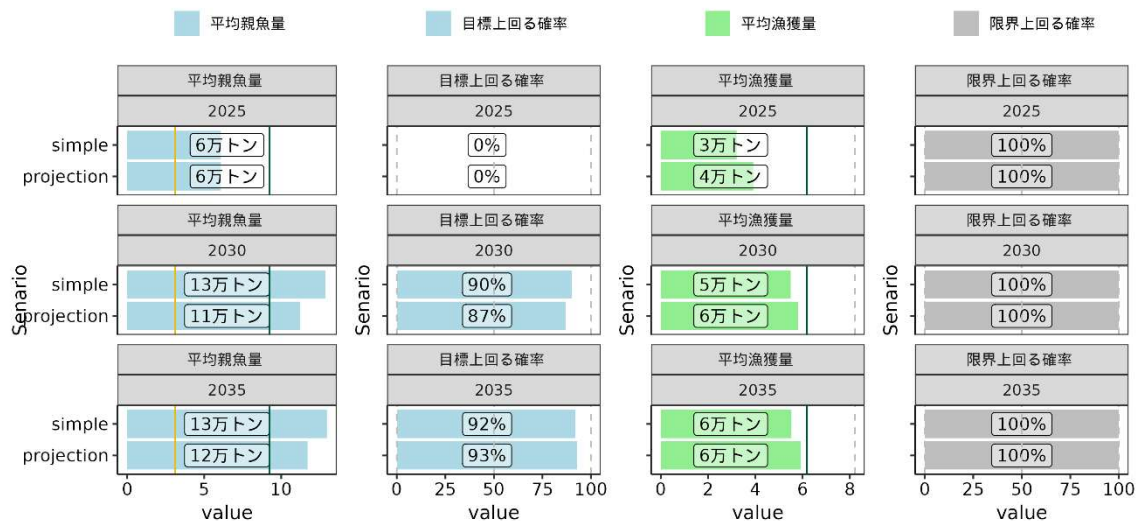 平均親魚量 目標上回る確率 平均漁獲量 限界上回る確率
平均親魚量 目標上回る確率 平均漁獲量 限界上回る確率
2025 2025 2025 2025
simple 6万トン 0% 3万トン 100%
projection 6万トン 0% 4万トン 100%
平均親魚量 目標上回る確率 平均漁獲量 限界上回る確率
2030 2030 2030 2030
Senario Senario Senario Senario
simple 13万トン 90% 5万トン 100%
projection 11万トン 87% 6万トン 100%
平均親魚量 目標上回る確率 平均漁獲量 限界上回る確率
2035 2035 2035 2035
simple 13万トン 92% 6万トン 100%
projection 12万トン 93% 6万トン 100%
0 5 10 0 25 50 75 100 0 2 4 6 8 0 25 50 75 100
value value value value